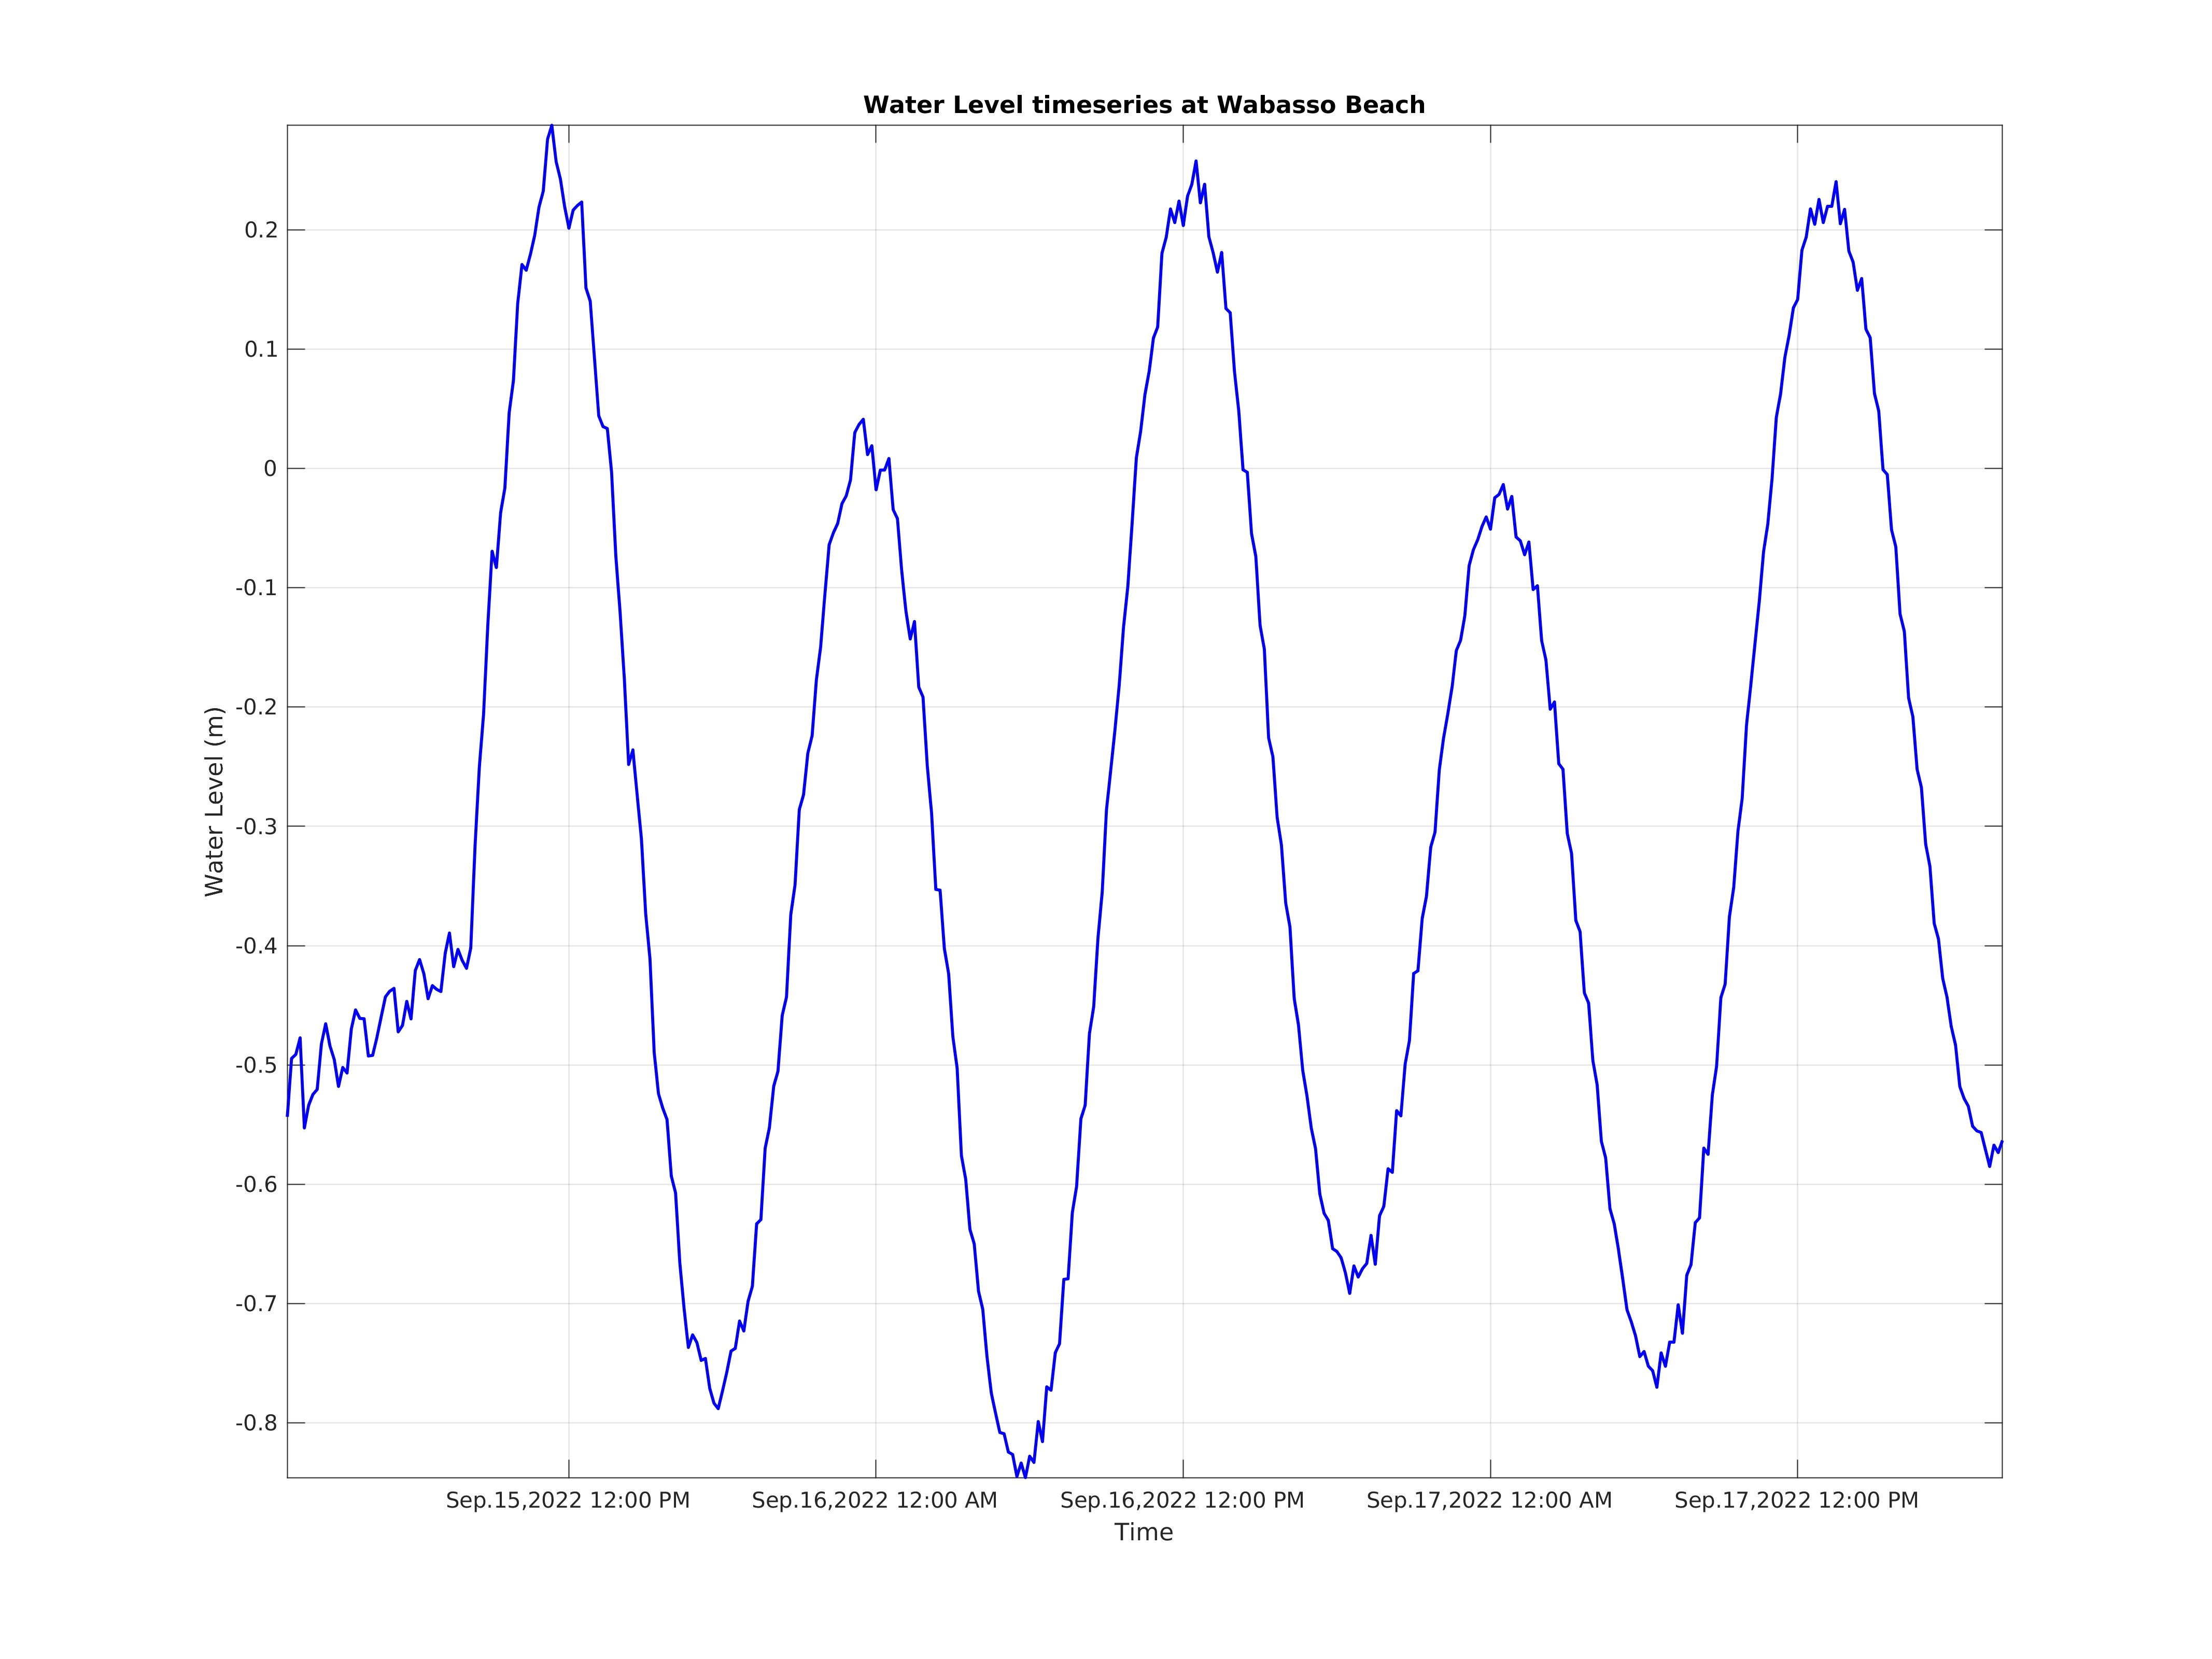 Water Level timeseries at Wabasso Beach
0.2
0.1
0
-0.1
-0.2
-0.3
-0.4
-0.5
-0.6
-0.7
-0.8
Water Level (m)
Sep.15,2022 12:00 PM
Sep.16,2022 12:00 AM
Sep.16,2022 12:00 PM
Sep.17,2022 12:00 AM
Sep.17,2022 12:00 PM
Time